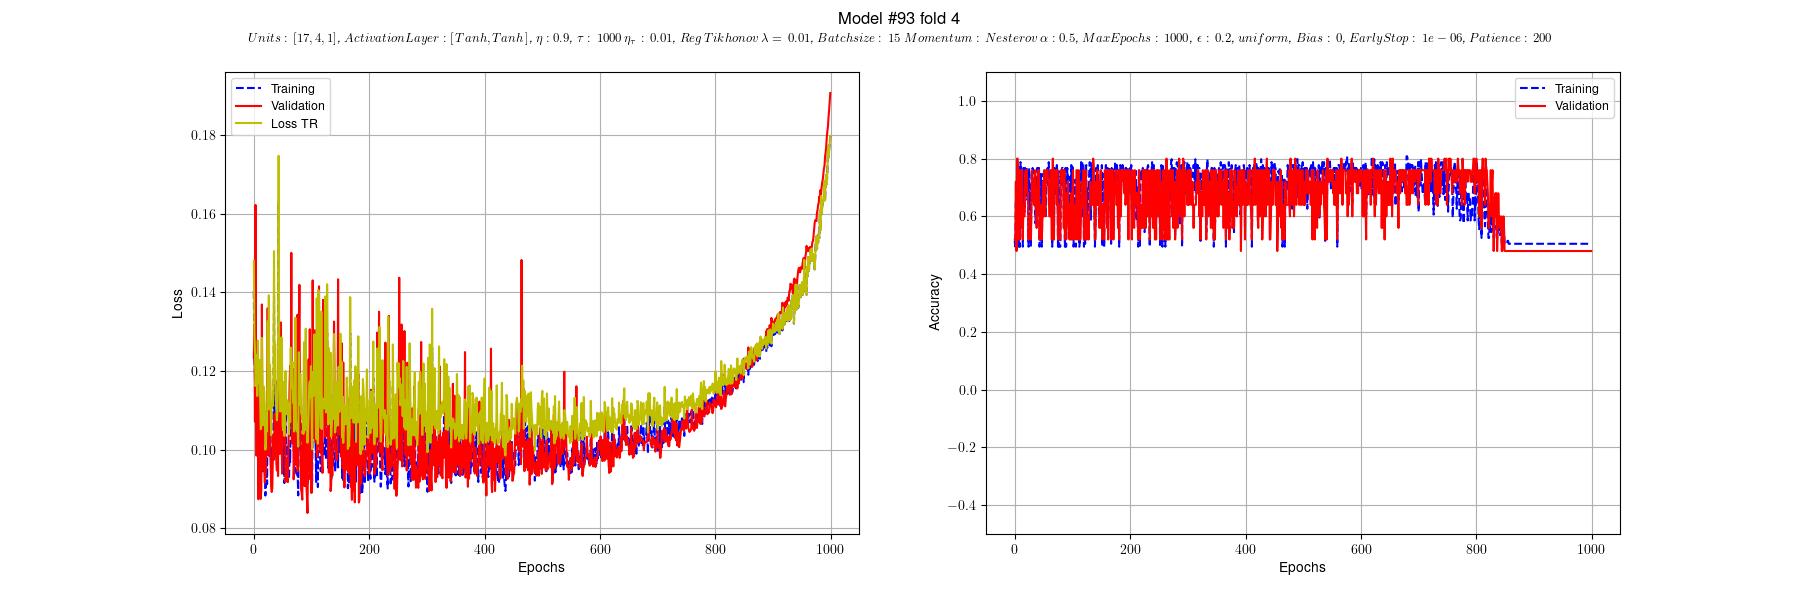 Model #93 fold 4
Units : [17, 4, 1], ActivationLayer : [Tanh, Tanh], η : 0.9, τ : 1000 ητ : 0.01, Reg Tikhonov λ = 0.01, Batchsize : 15 Momentum : Nesterov α : 0.5, MaxEpochs : 1000, ϵ : 0.2, uniform, Bias : 0, EarlyStop : 1e − 06, Patience : 200
Training
Validation
Loss TR
0.18
0.16
0.14
0.12
0.10
0.08
Loss
0 200 400 600 800 1000
Epochs
Training
Validation
1.0
0.8
0.6
0.4
0.2
0.0
−0.2
−0.4
Accuracy
0 200 400 600 800 1000
Epochs